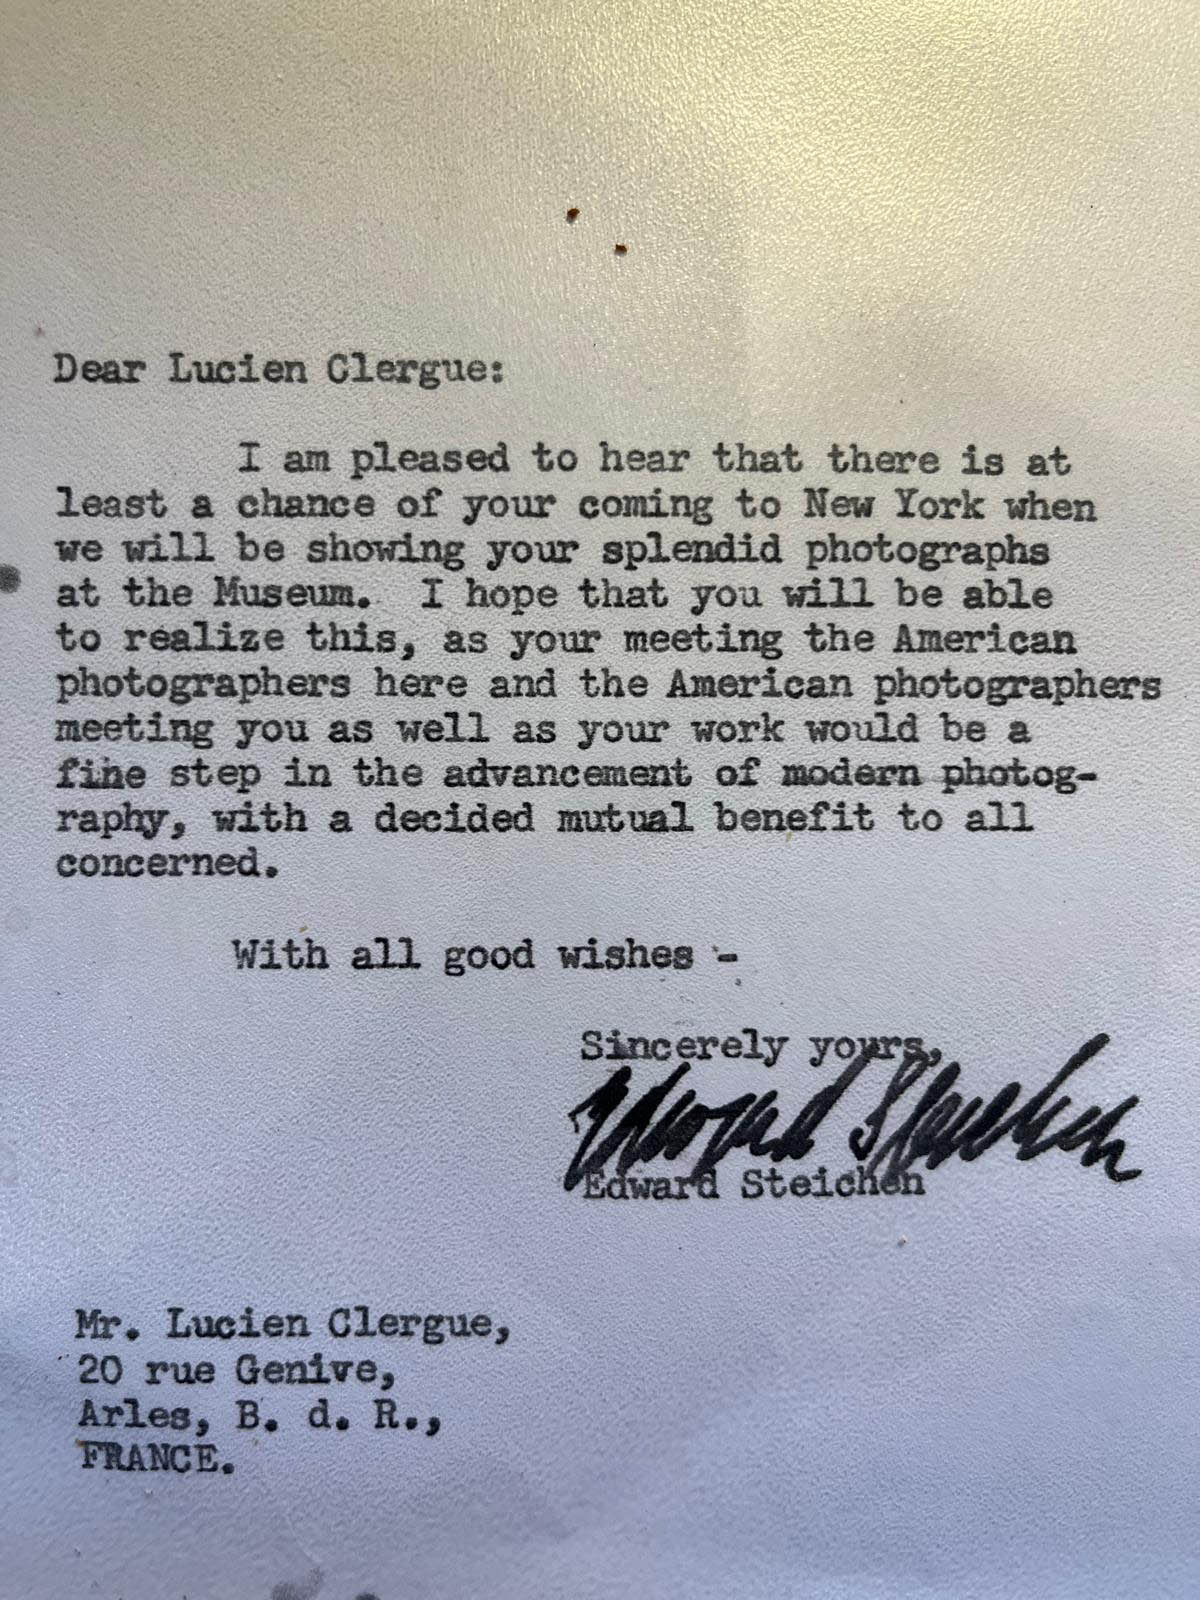 Dear Lucien Clergue:
I am pleased to hear that there is at
least a chance of your coming to New York when
we will be showing your splendid photographs
at the Museum. I hope that you will be able
to realize this, as your meeting the American
photographers here and the American photographers
meeting you as well as your work would be a
fine step in the advancement of modern photog-
raphy, with a decided mutual benefit to all
concerned.
With all good wishes -
Sincerely yours,
Edward Steichen
Edward Steichen
Mr. Lucien Clergue,
20 rue Genive,
Arles, B. d. R.,
FRANCE.